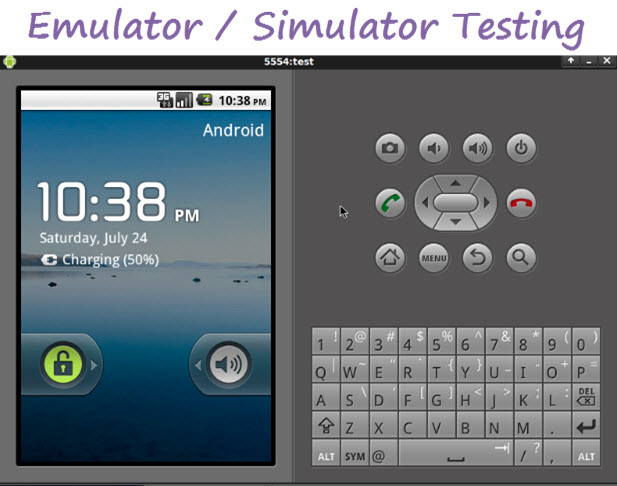 Emulator / Simulator Testing
5554:test
3G 10:38 PM
Android
10:38 PM
Saturday, July 24
Charging (50%)
MENU
1 ! 2 @ 3 # 4 $ 5 % 6 ^ 7 & 8 * 9 ( 0 )
Q | W ~ E " R ` T { Y } U _ I - O + P =
A S \ D ' F [ G ] H < J > K ; L : DEL
Z X C V B N M .
ALT SYM @ / ? , ALT